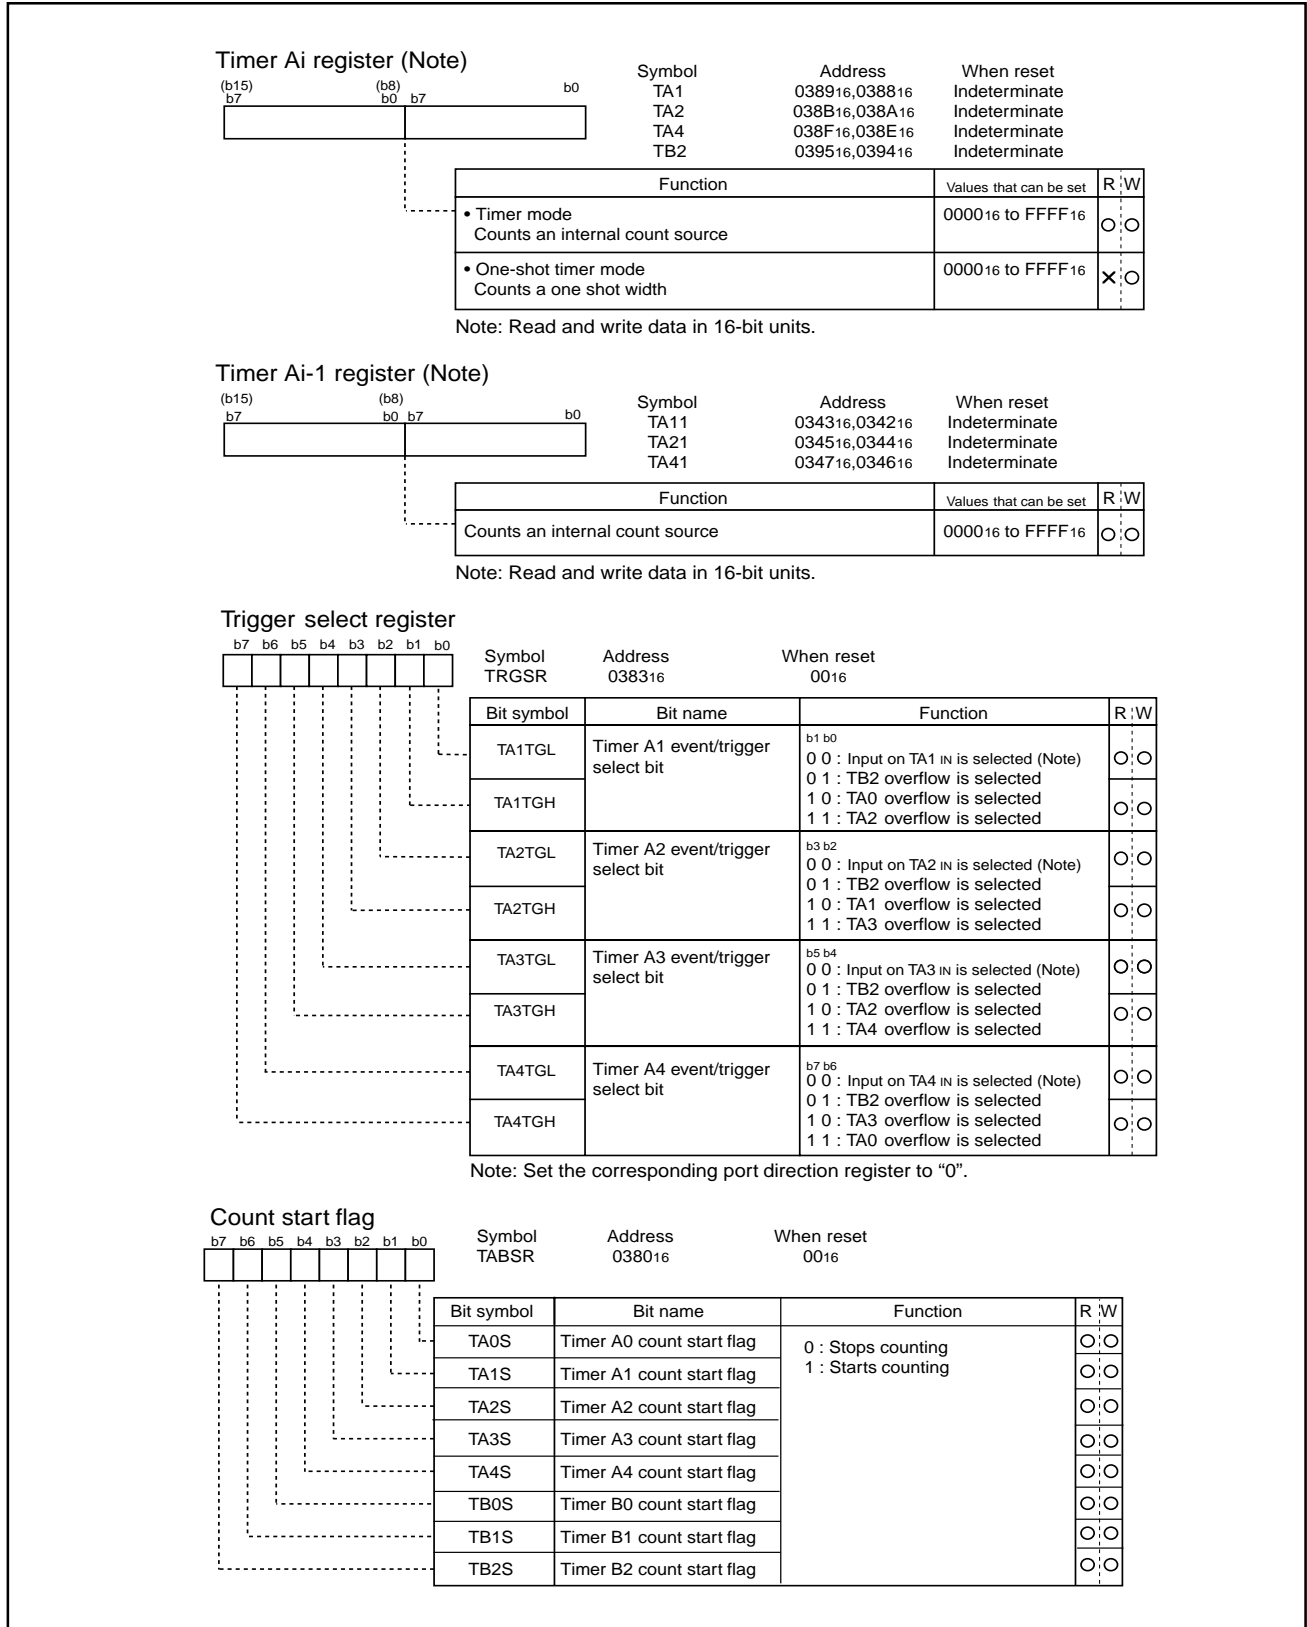 Timer Ai register (Note)
(b15) (b8)
b7 b0 b7 b0
Symbol Address When reset
TA1 038916,038816 Indeterminate
TA2 038B16,038A16 Indeterminate
TA4 038F16,038E16 Indeterminate
TB2 039516,039416 Indeterminate
Function Values that can be set R W
• Timer mode 000016 to FFFF16
Counts an internal count source
• One-shot timer mode 000016 to FFFF16
Counts a one shot width
Note: Read and write data in 16-bit units.
Timer Ai-1 register (Note)
(b15) (b8)
b7 b0 b7 b0
Symbol Address When reset
TA11 034316,034216 Indeterminate
TA21 034516,034416 Indeterminate
TA41 034716,034616 Indeterminate
Function Values that can be set R W
Counts an internal count source 000016 to FFFF16
Note: Read and write data in 16-bit units.
Trigger select register
b7 b6 b5 b4 b3 b2 b1 b0
Symbol Address When reset
TRGSR 038316 0016
Bit symbol Bit name Function R W
TA1TGL Timer A1 event/trigger select bit
TA1TGH
b1 b0
0 0 : Input on TA1 IN is selected (Note)
0 1 : TB2 overflow is selected
1 0 : TA0 overflow is selected
1 1 : TA2 overflow is selected
TA2TGL Timer A2 event/trigger select bit
TA2TGH
b3 b2
0 0 : Input on TA2 IN is selected (Note)
0 1 : TB2 overflow is selected
1 0 : TA1 overflow is selected
1 1 : TA3 overflow is selected
TA3TGL Timer A3 event/trigger select bit
TA3TGH
b5 b4
0 0 : Input on TA3 IN is selected (Note)
0 1 : TB2 overflow is selected
1 0 : TA2 overflow is selected
1 1 : TA4 overflow is selected
TA4TGL Timer A4 event/trigger select bit
TA4TGH
b7 b6
0 0 : Input on TA4 IN is selected (Note)
0 1 : TB2 overflow is selected
1 0 : TA3 overflow is selected
1 1 : TA0 overflow is selected
Note: Set the corresponding port direction register to “0”.
Count start flag
b7 b6 b5 b4 b3 b2 b1 b0
Symbol Address When reset
TABSR 038016 0016
Bit symbol Bit name Function R W
TA0S Timer A0 count start flag 0 : Stops counting
1 : Starts counting
TA1S Timer A1 count start flag
TA2S Timer A2 count start flag
TA3S Timer A3 count start flag
TA4S Timer A4 count start flag
TB0S Timer B0 count start flag
TB1S Timer B1 count start flag
TB2S Timer B2 count start flag